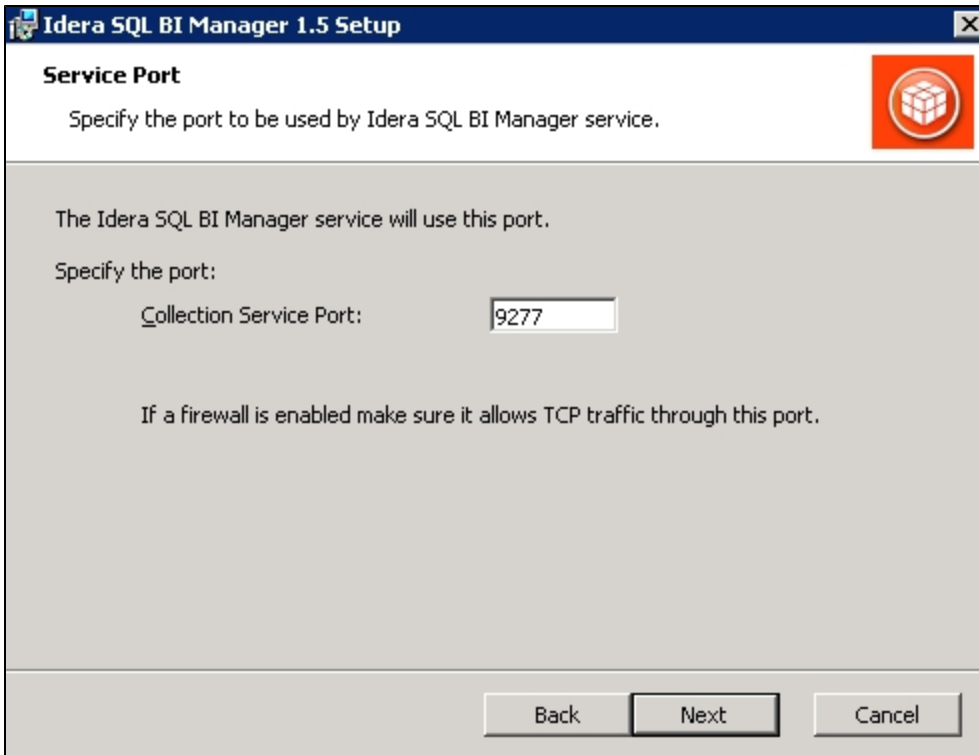 Idera SQL BI Manager 1.5 Setup
Service Port
Specify the port to be used by Idera SQL BI Manager service.
The Idera SQL BI Manager service will use this port.
Specify the port:
Collection Service Port: 9277
If a firewall is enabled make sure it allows TCP traffic through this port.
Back Next Cancel